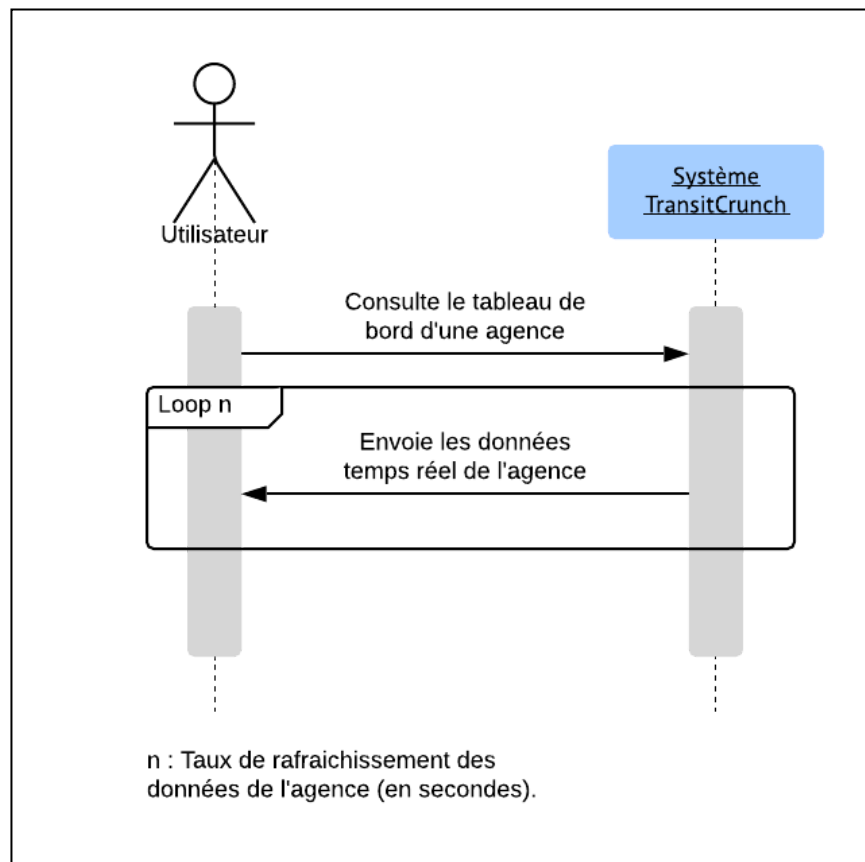 Utilisateur
Système
TransitCrunch
Consulte le tableau de
bord d'une agence
Loop n
Envoie les données
temps réel de l'agence
n : Taux de rafraichissement des
données de l'agence (en secondes).